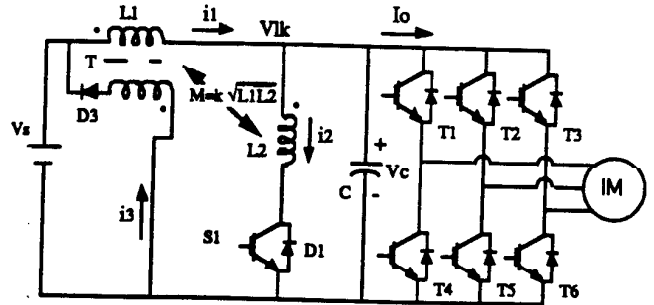 L1
i1
Vlk
Io
T
D3
M=k √L1L2
Vs
L2
i2
T1
T2
T3
+
Vc
C
-
IM
i3
S1
D1
T4
T5
T6